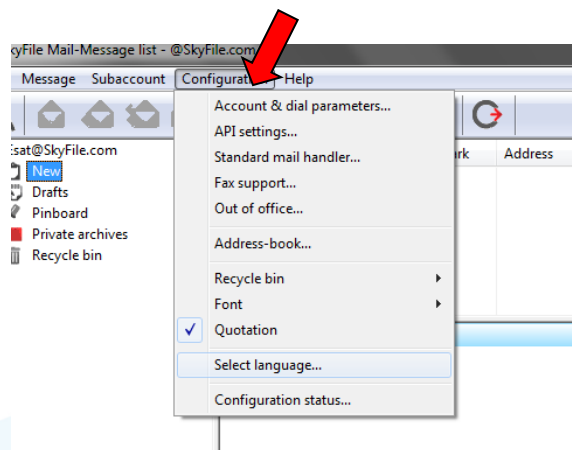 kyFile Mail-Message list - @SkyFile.com
Message Subaccount Configuration Help
Account & dial parameters...
API settings...
Standard mail handler...
Fax support...
Out of office...
Address-book...
Recycle bin
Font
Quotation
Select language...
Configuration status...
sat@SkyFile.com
New
Drafts
Pinboard
Private archives
Recycle bin
rk Address